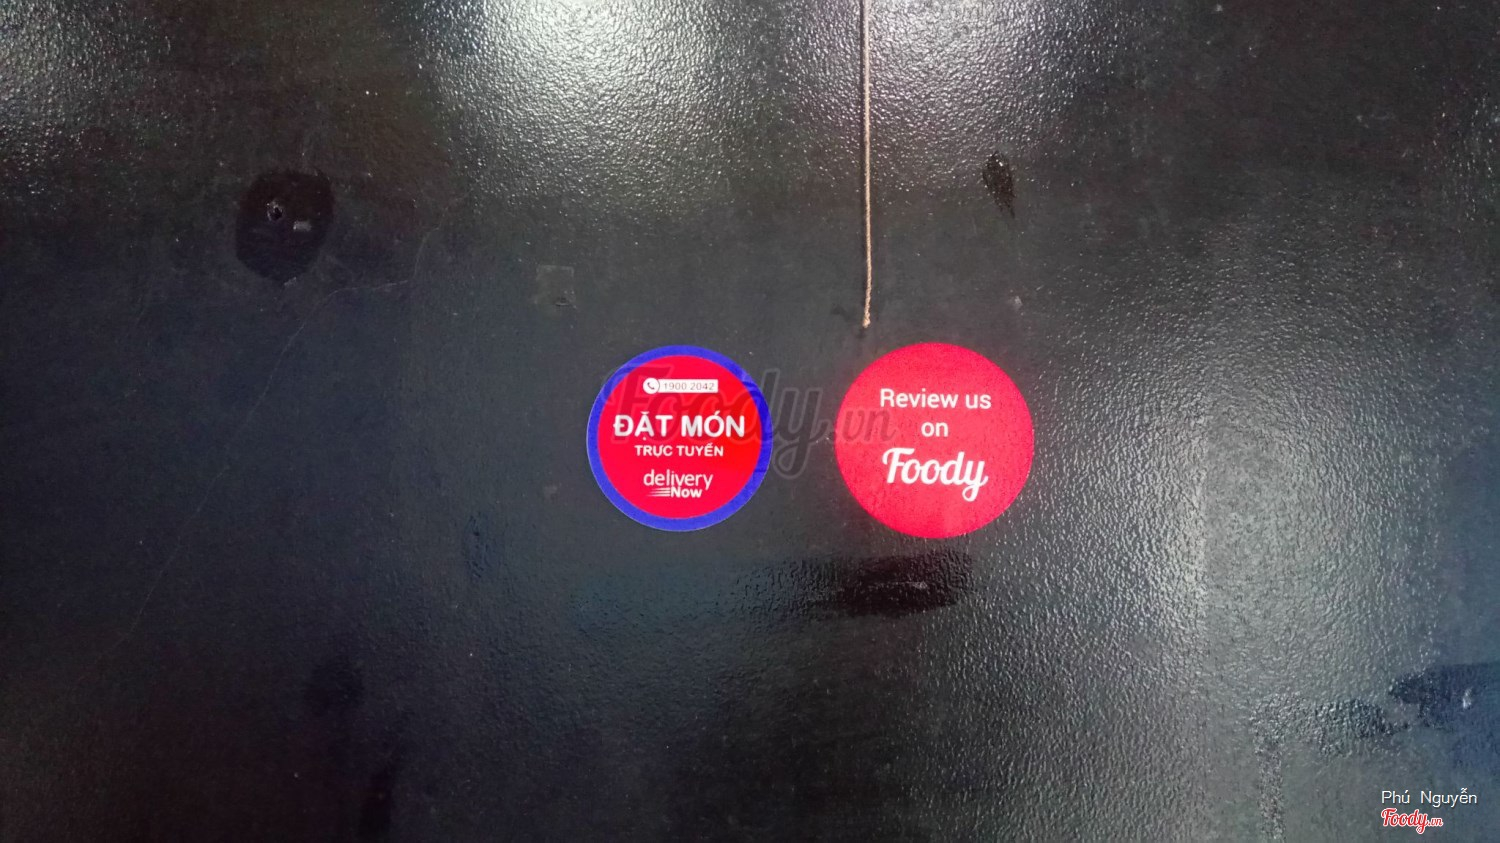 1900 2042
ĐẶT MÓN
TRỰC TUYẾN
delivery
Now
Review us
on
Foody
Foody.vn
Phú Nguyễn
Foody.vn